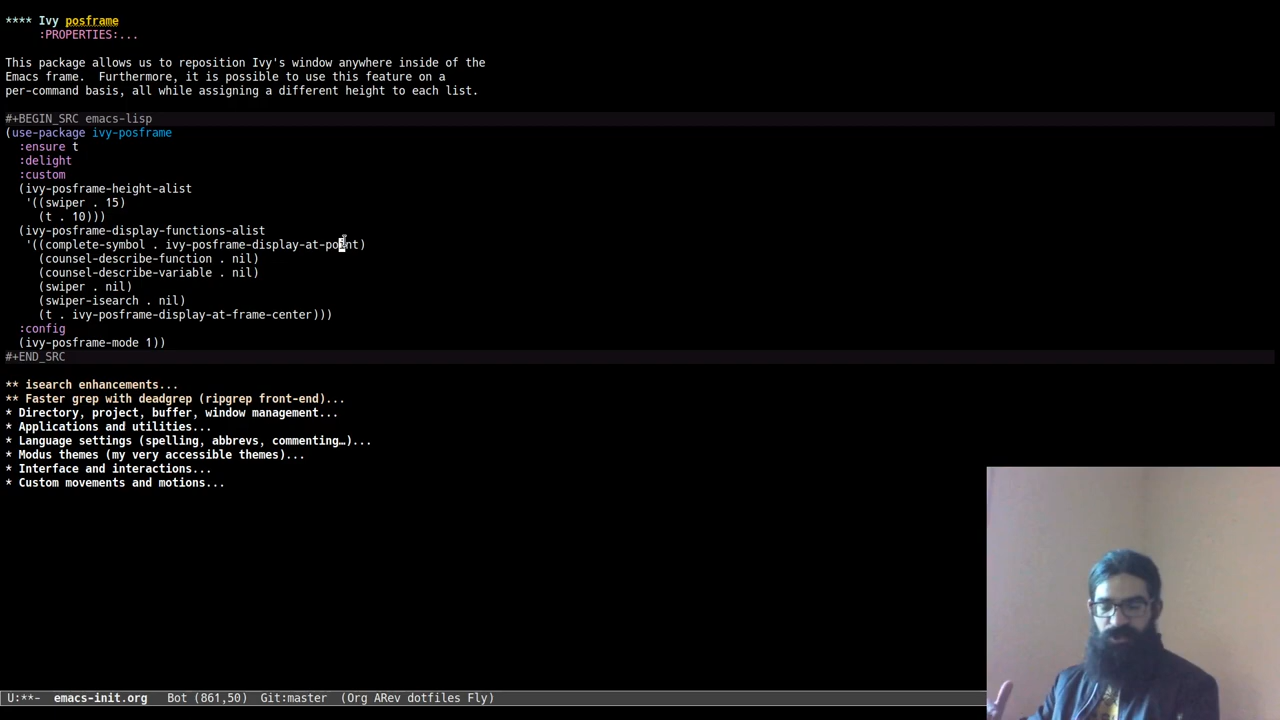 **** Ivy posframe
:PROPERTIES:...
This package allows us to reposition Ivy's window anywhere inside of the
Emacs frame.  Furthermore, it is possible to use this feature on a
per-command basis, all while assigning a different height to each list.
#+BEGIN_SRC emacs-lisp
(use-package ivy-posframe
  :ensure t
  :delight
  :custom
  (ivy-posframe-height-alist
   '((swiper . 15)
     (t . 10)))
  (ivy-posframe-display-functions-alist
   '((complete-symbol . ivy-posframe-display-at-point)
     (counsel-describe-function . nil)
     (counsel-describe-variable . nil)
     (swiper . nil)
     (swiper-isearch . nil)
     (t . ivy-posframe-display-at-frame-center)))
  :config
  (ivy-posframe-mode 1))
#+END_SRC
** isearch enhancements...
** Faster grep with deadgrep (ripgrep front-end)...
* Directory, project, buffer, window management...
* Applications and utilities...
* Language settings (spelling, abbrevs, commenting…)...
* Modus themes (my very accessible themes)...
* Interface and interactions...
* Custom movements and motions...
U:**-  emacs-init.org   Bot (861,50)   Git:master  (Org ARev dotfiles Fly)